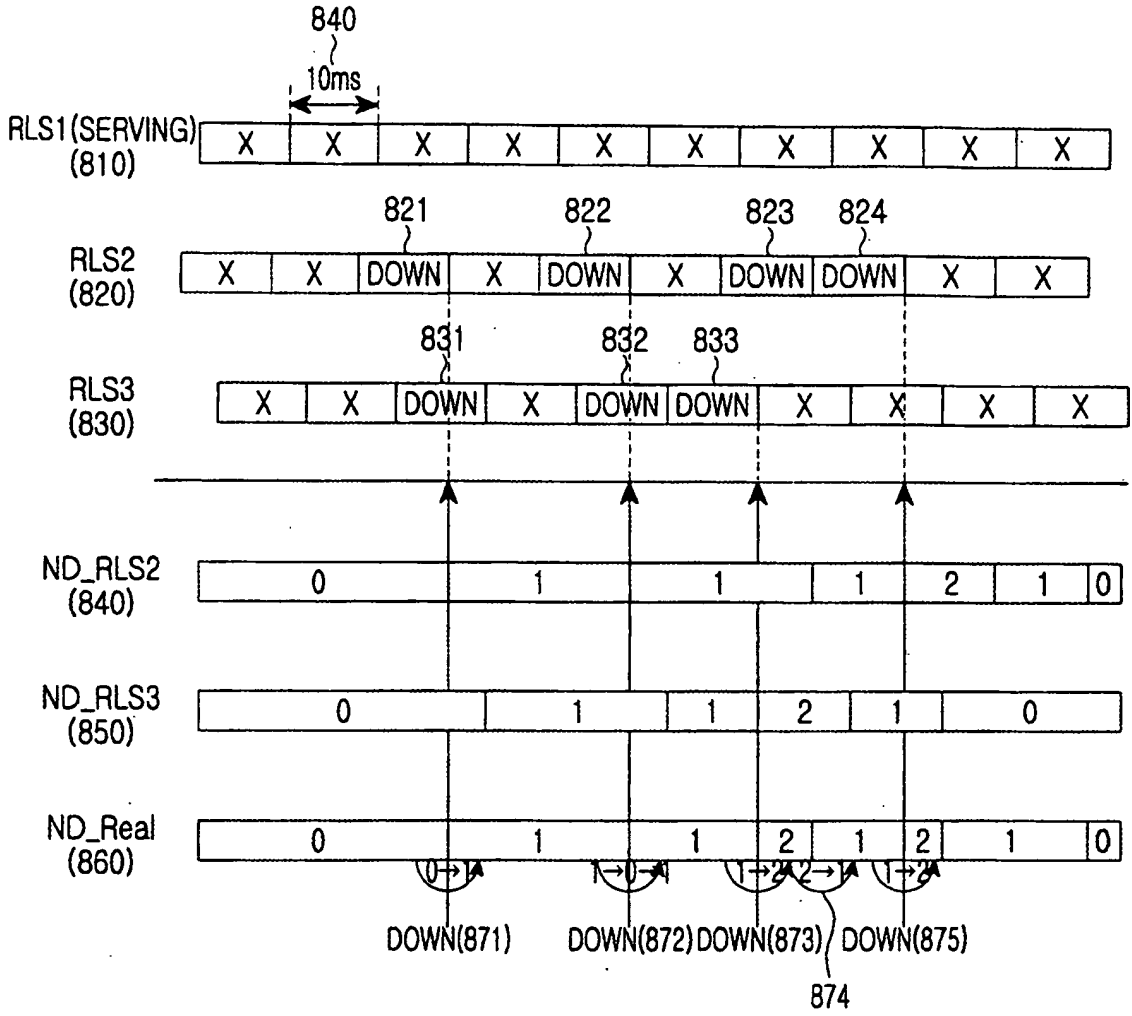 840
10ms
RLS1(SERVING)
(810)
X X X X X X X X X X
821 822 823 824
RLS2
(820)
X X DOWN X DOWN X DOWN DOWN X X
831 832 833
RLS3
(830)
X X DOWN X DOWN DOWN X X X X
ND_RLS2
(840)
0 1 1 1 2 1 0
ND_RLS3
(850)
0 1 1 2 1 0
ND_Real
(860)
0 1 1 2 1 2 1 0
0→1 1→0→1 1→2 2→1 1→2
DOWN(871) DOWN(872) DOWN(873) DOWN(875)
874